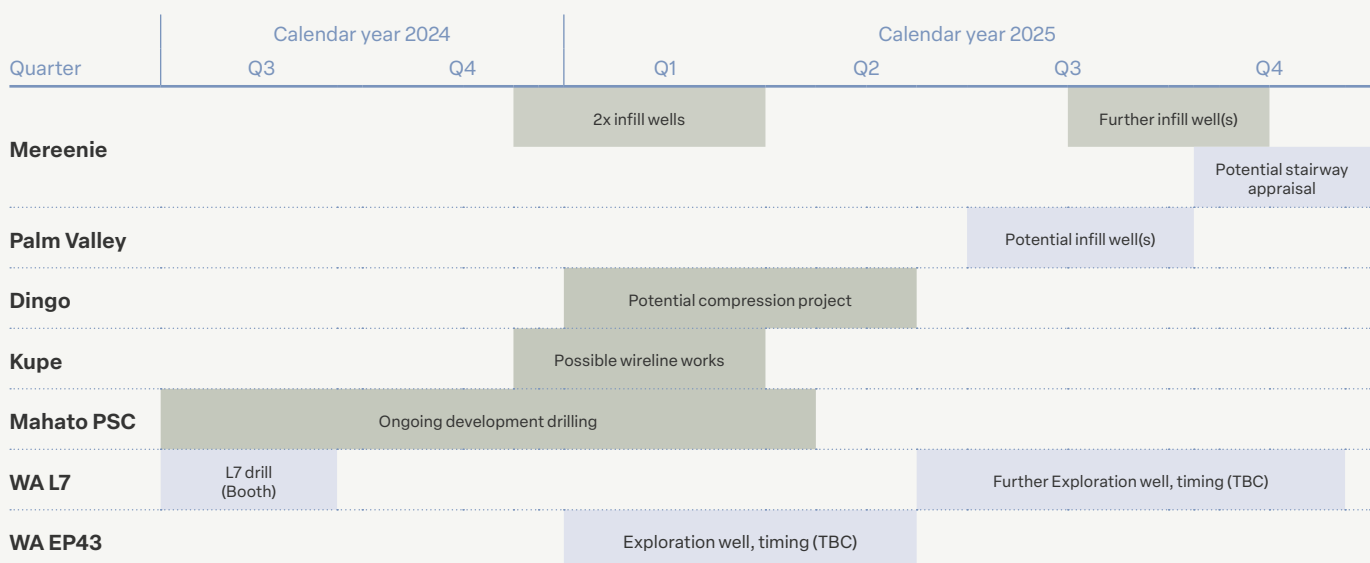 Calendar year 2024 Calendar year 2025
Quarter Q3 Q4 Q1 Q2 Q3 Q4
Mereenie
2x infill wells Further infill well(s)
Potential stairway
appraisal
Palm Valley Potential infill well(s)
Dingo Potential compression project
Kupe Possible wireline works
Mahato PSC Ongoing development drilling
WA L7
L7 drill
(Booth)
Further Exploration well, timing (TBC)
WA EP43 Exploration well, timing (TBC)